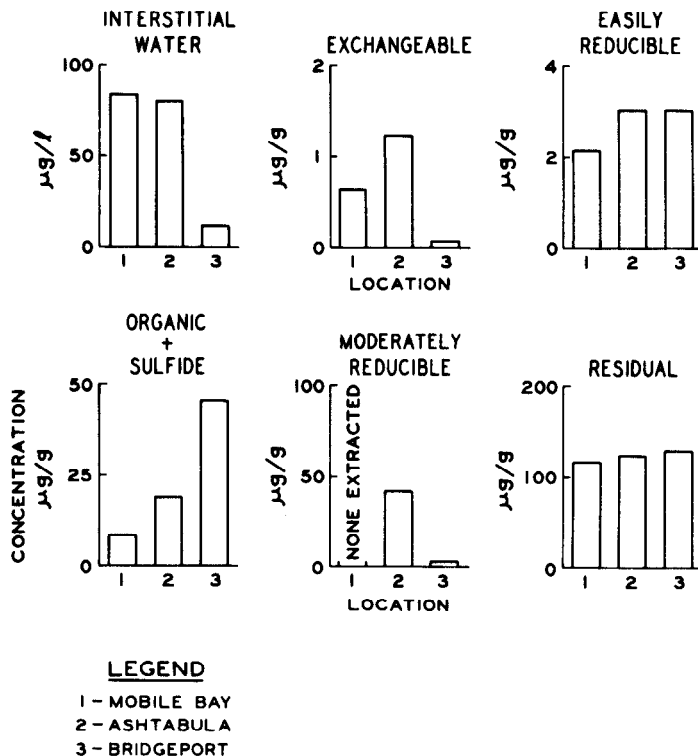 INTERSTITIAL
WATER
100
50
0
µg/ℓ
1 2 3
EXCHANGEABLE
2
1
0
µg/g
1 2 3
LOCATION
EASILY
REDUCIBLE
4
2
0
µg/g
1 2 3
ORGANIC
+
SULFIDE
50
25
0
CONCENTRATION
µg/g
1 2 3
MODERATELY
REDUCIBLE
100
50
0
µg/g
NONE EXTRACTED
1 2 3
LOCATION
RESIDUAL
200
100
0
µg/g
1 2 3
LEGEND
1 - MOBILE BAY
2 - ASHTABULA
3 - BRIDGEPORT